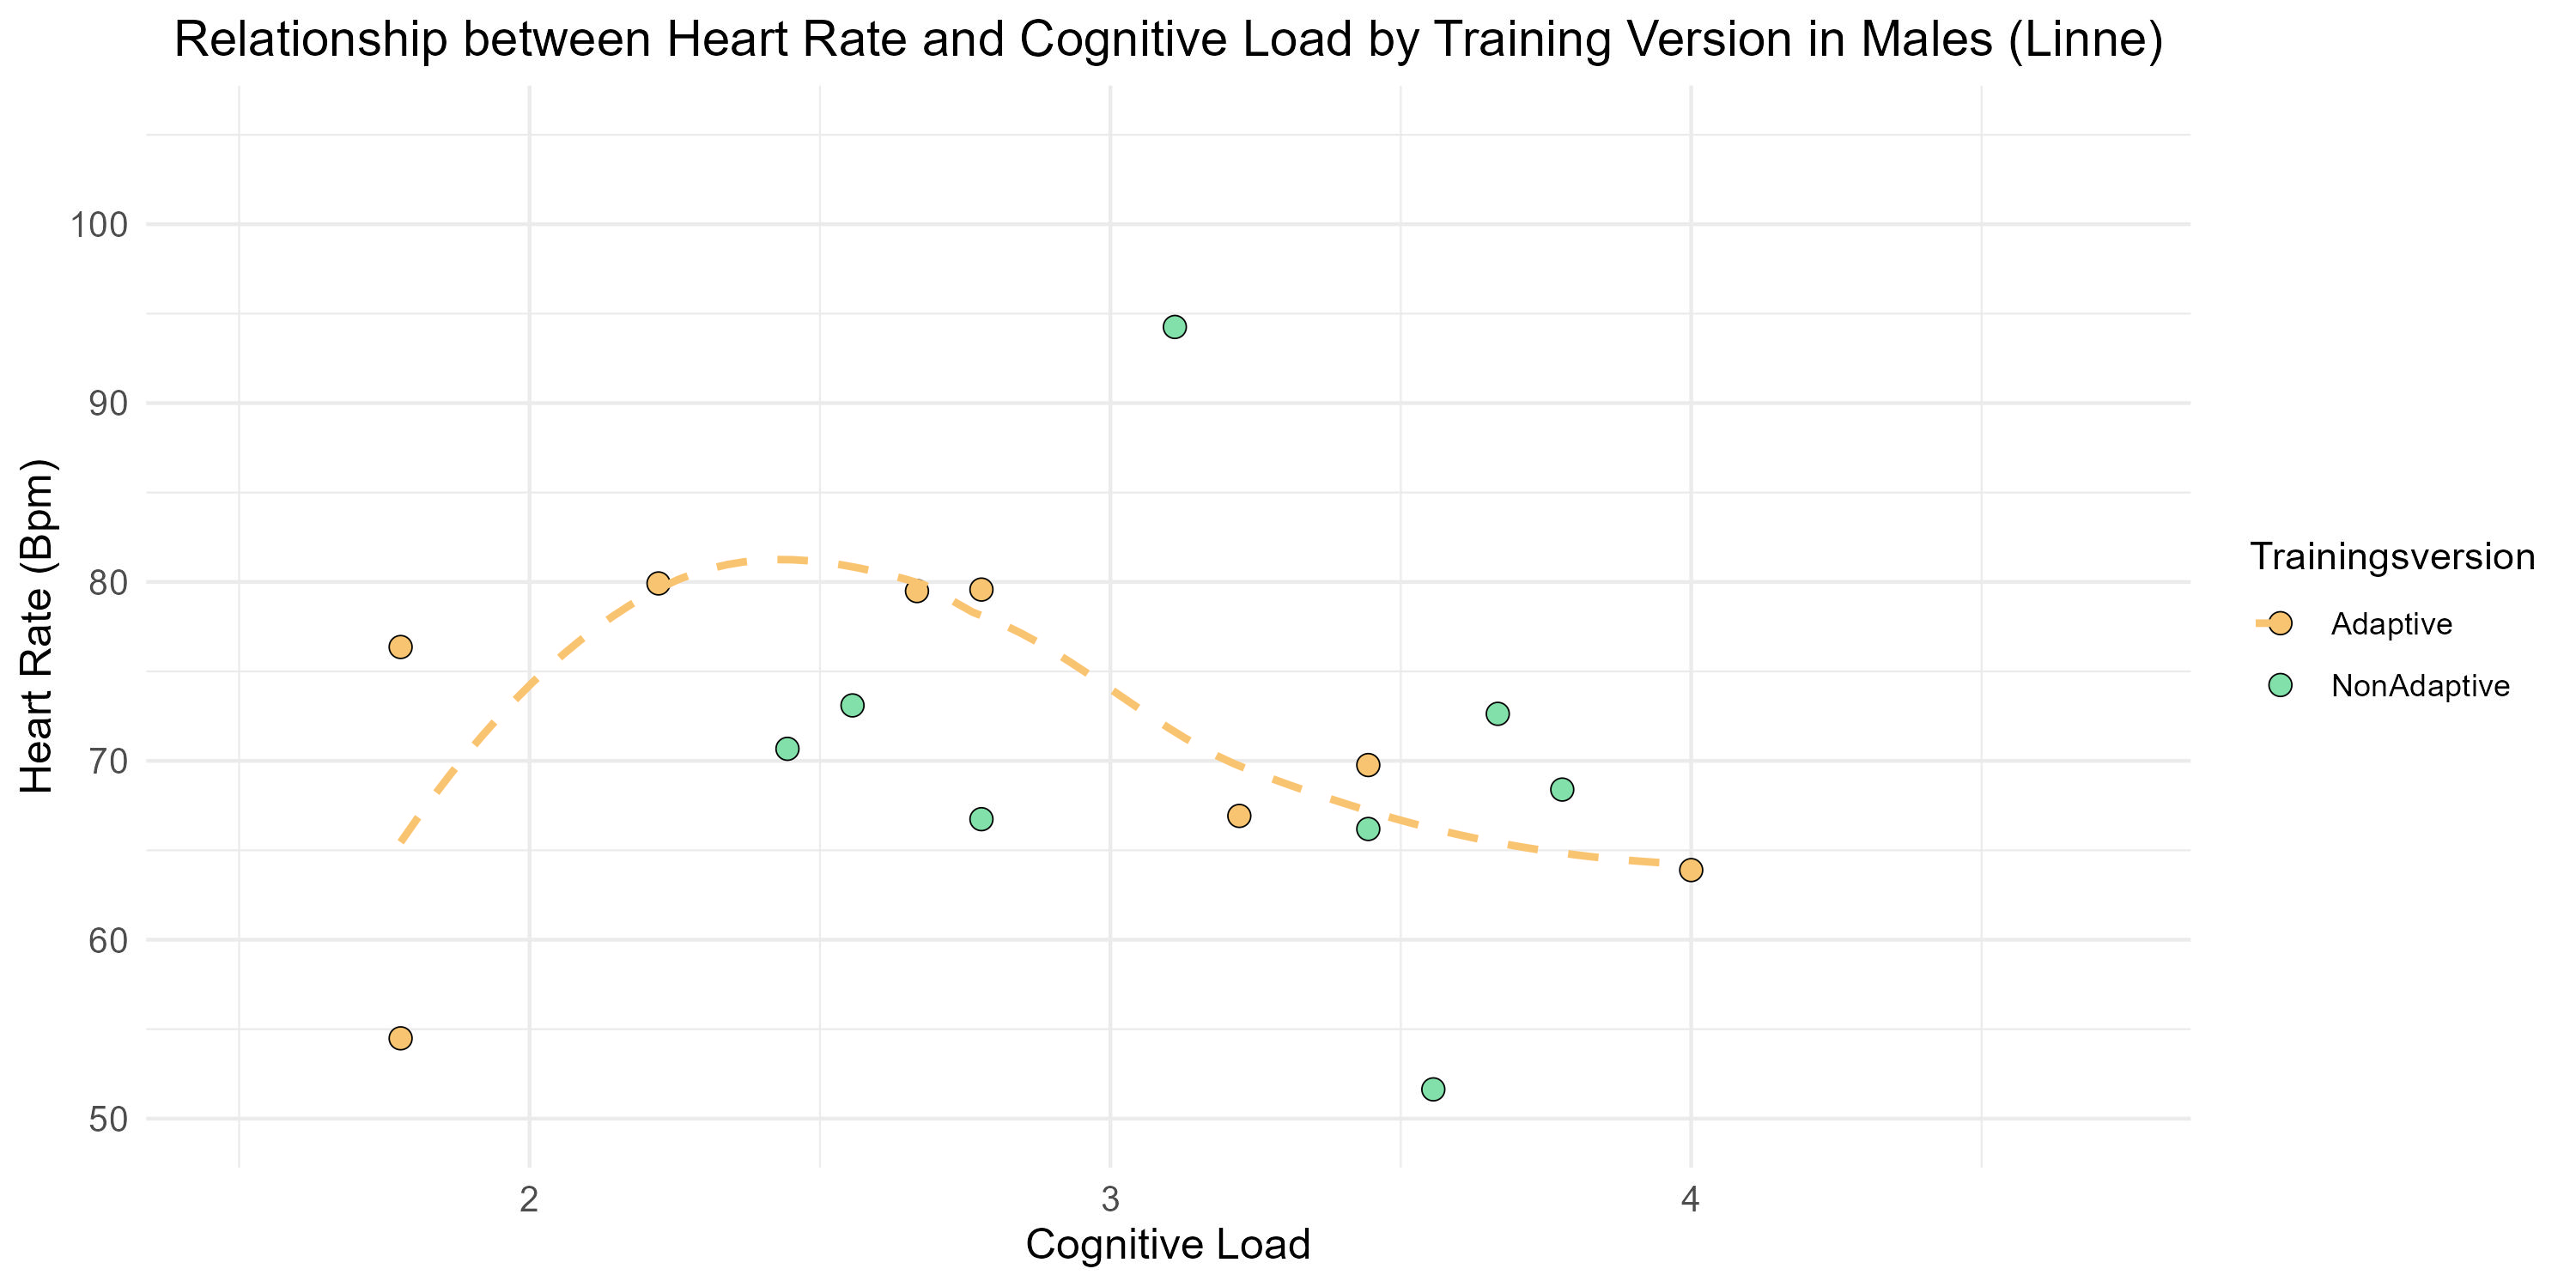 Relationship between Heart Rate and Cognitive Load by Training Version in Males (Linne)
Heart Rate (Bpm)
100
90
80
70
60
50
2
3
4
Cognitive Load
Trainingsversion
Adaptive
NonAdaptive